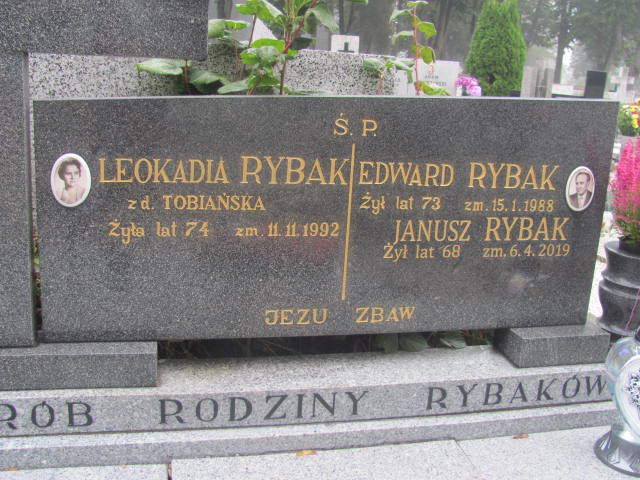 Ś. P.
LEOKADIA RYBAK
z d. TOBIAŃSKA
Żyła lat 74 zm. 11.11.1992
EDWARD RYBAK
Żył lat 73 zm. 15.1.1988
JANUSZ RYBAK
Żył lat 68 zm. 6.4.2019
JEZU ZBAW
RÓB RODZINY RYBAKÓW